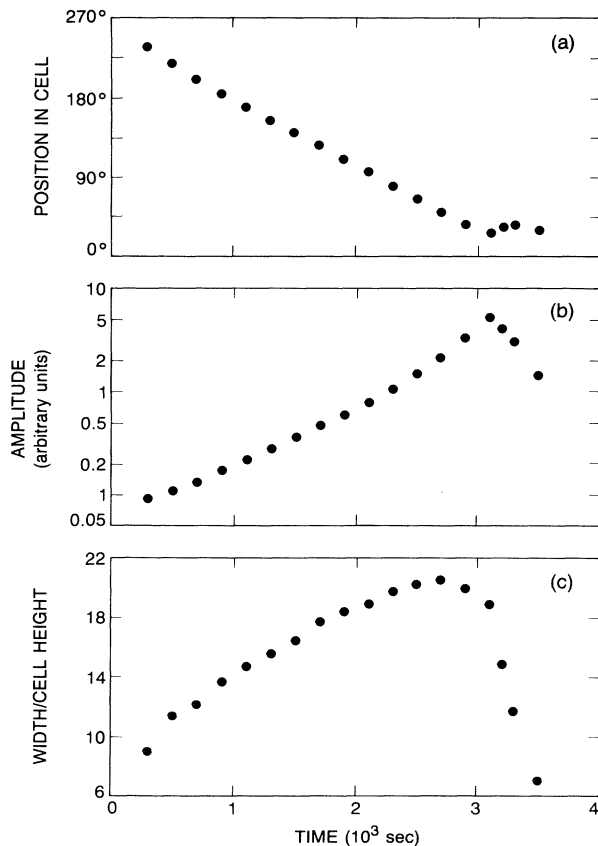 270°
180°
90°
0°
POSITION IN CELL
(a)
10
5
2
1
0.5
0.2
1
0.05
AMPLITUDE
(arbitrary units)
(b)
22
18
14
10
6
WIDTH/CELL HEIGHT
(c)
0 1 2 3 4
TIME (10³ sec)